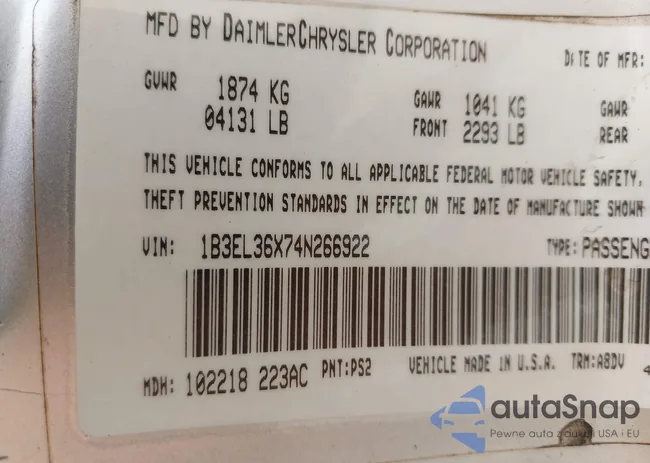 MFD BY DAIMLERCHRYSLER CORPORATION DATE OF MFR:
GVWR 1874 KG GAWR 1041 KG GAWR
04131 LB FRONT 2293 LB REAR
THIS VEHICLE CONFORMS TO ALL APPLICABLE FEDERAL MOTOR VEHICLE SAFETY,
THEFT PREVENTION STANDARDS IN EFFECT ON THE DATE OF MANUFACTURE SHOWN
VIN: 1B3EL36X74N266922 TYPE: PASSENG
MDH: 102218 223AC PNT:PS2 VEHICLE MADE IN U.S.A. TRM:A8DV 4
autaSnap
Pewne auta z aukcji USA i EU